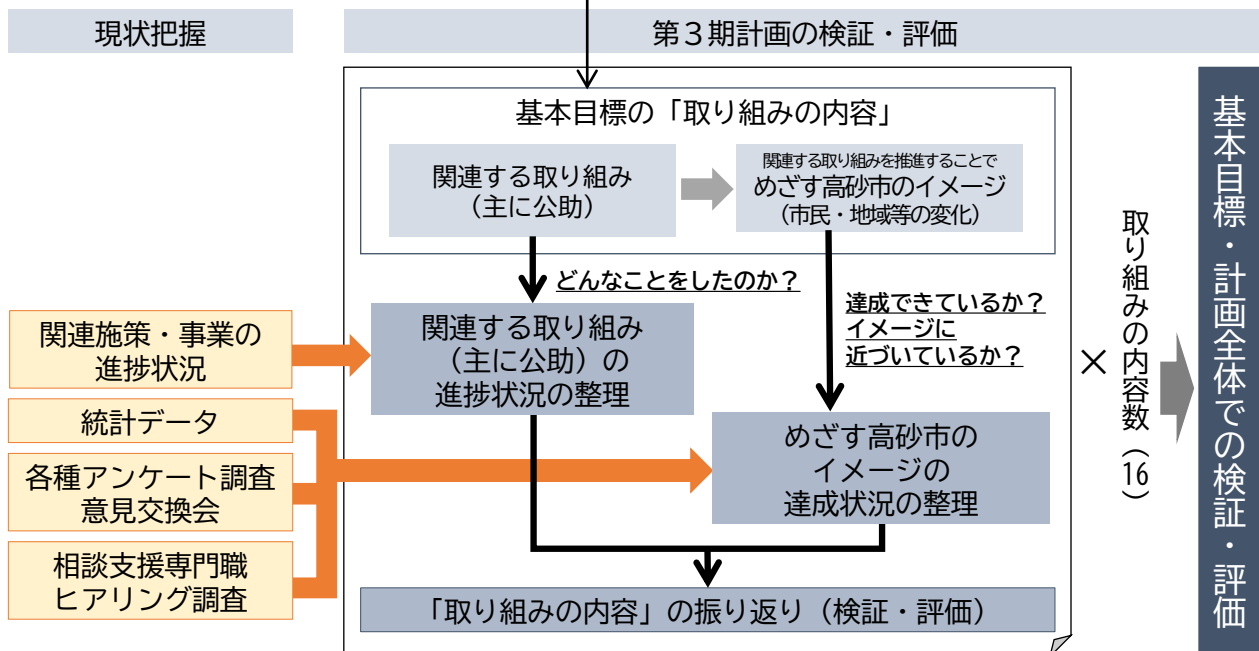 現状把握
第３期計画の検証・評価
基本目標の「取り組みの内容」
関連する取り組み
（主に公助）
関連する取り組みを推進することで
めざす高砂市のイメージ
（市民・地域等の変化）
どんなことをしたのか？
達成できているか？
イメージに
近づいているか？
関連施策・事業の
進捗状況
関連する取り組み
（主に公助）の
進捗状況の整理
統計データ
各種アンケート調査
意見交換会
相談支援専門職
ヒアリング調査
めざす高砂市の
イメージの
達成状況の整理
「取り組みの内容」の振り返り（検証・評価）
×
取り組みの内容数（16）
基本目標・計画全体での検証・評価